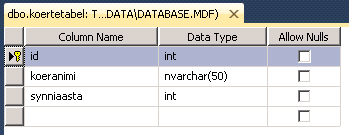 dbo.koertetabel: T...DATA\DATABASE.MDF)
Column Name Data Type Allow Nulls
id int
koeranimi nvarchar(50)
synniaasta int